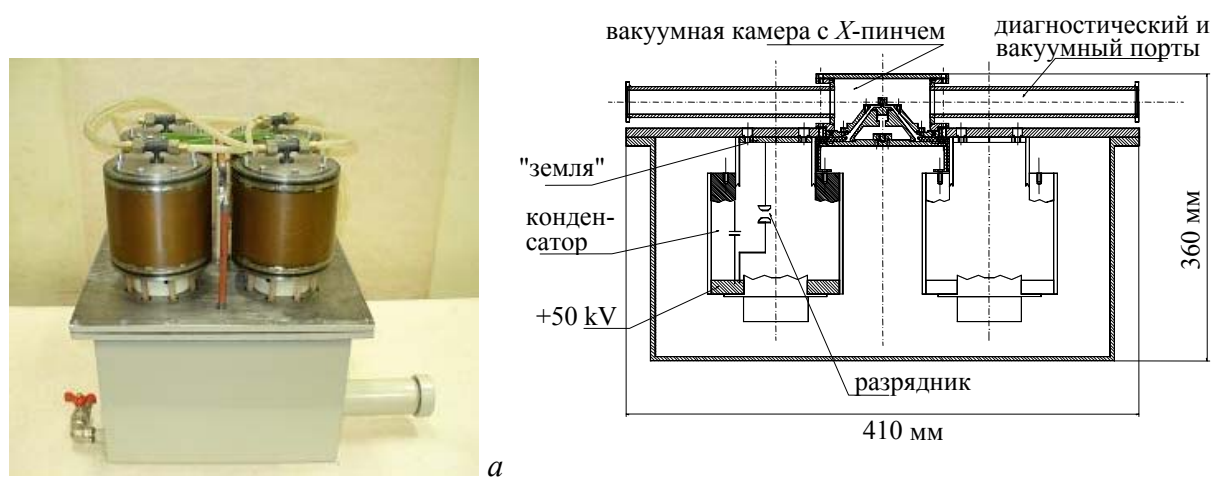 вакуумная камера с X-пинчем
диагностический и
вакуумный порты
"земля"
конден-
сатор
+50 kV
разрядник
360 мм
410 мм
а